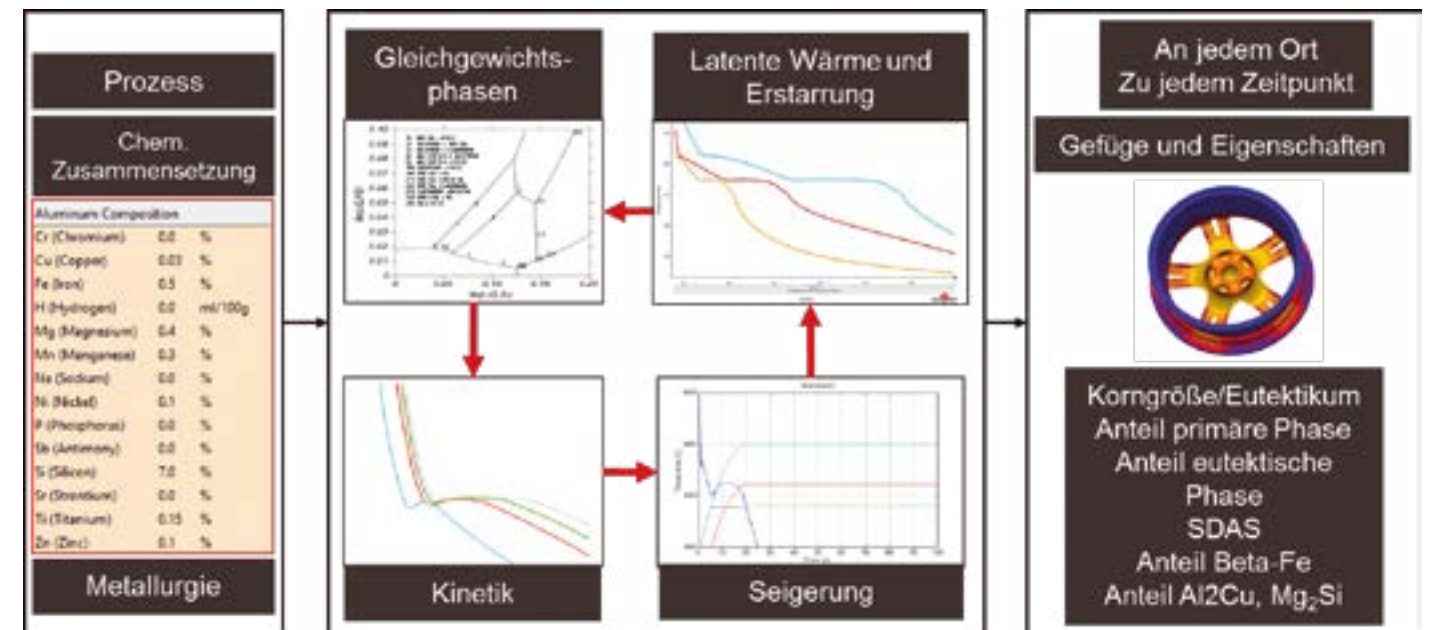 Prozess
Chem.
Zusammensetzung
Aluminum Composition
Cr (Chromium) 0.0 %
Cu (Copper) 0.03 %
Fe (Iron) 0.5 %
H (Hydrogen) 0.0 ml/100g
Mg (Magnesium) 0.4 %
Mn (Manganese) 0.3 %
Na (Sodium) 0.0 %
Ni (Nickel) 0.1 %
P (Phosphorus) 0.0 %
Sb (Antimony) 0.0 %
Si (Silicon) 7.0 %
Sr (Strontium) 0.0 %
Ti (Titanium) 0.15 %
Zn (Zinc) 0.1 %
Metallurgie
Gleichgewichts-
phasen
Latente Wärme und
Erstarrung
Kinetik
Seigerung
An jedem Ort
Zu jedem Zeitpunkt
Gefüge und Eigenschaften
Korngröße/Eutektikum
Anteil primäre Phase
Anteil eutektische
Phase
SDAS
Anteil Beta-Fe
Anteil Al2Cu, Mg₂Si